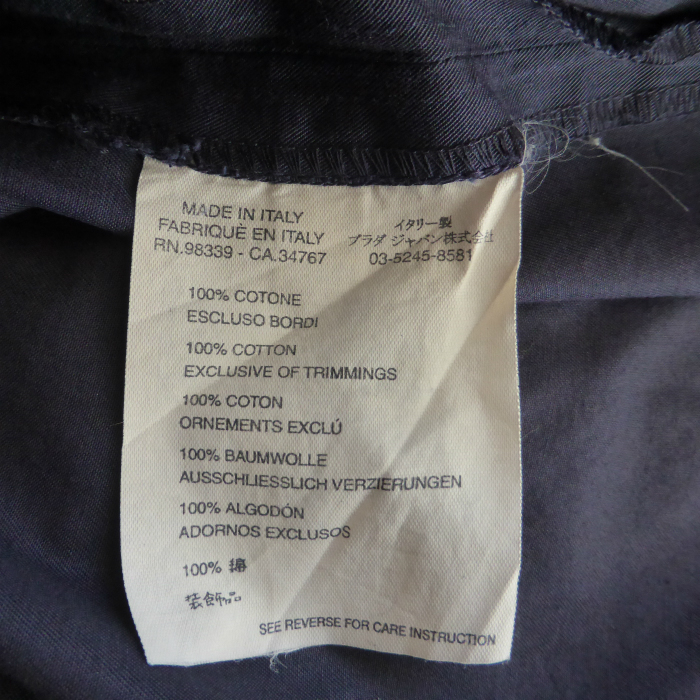 MADE IN ITALY
FABRIQUÈ EN ITALY
RN.98339 - CA.34767
イタリー製
プラダ ジャパン株式会社
03-5245-8581
100% COTONE
ESCLUSO BORDI
100% COTTON
EXCLUSIVE OF TRIMMINGS
100% COTON
ORNEMENTS EXCLÚ
100% BAUMWOLLE
AUSSCHLIESSLICH VERZIERUNGEN
100% ALGODÓN
ADORNOS EXCLUSOS
100% 綿
装飾品
SEE REVERSE FOR CARE INSTRUCTION